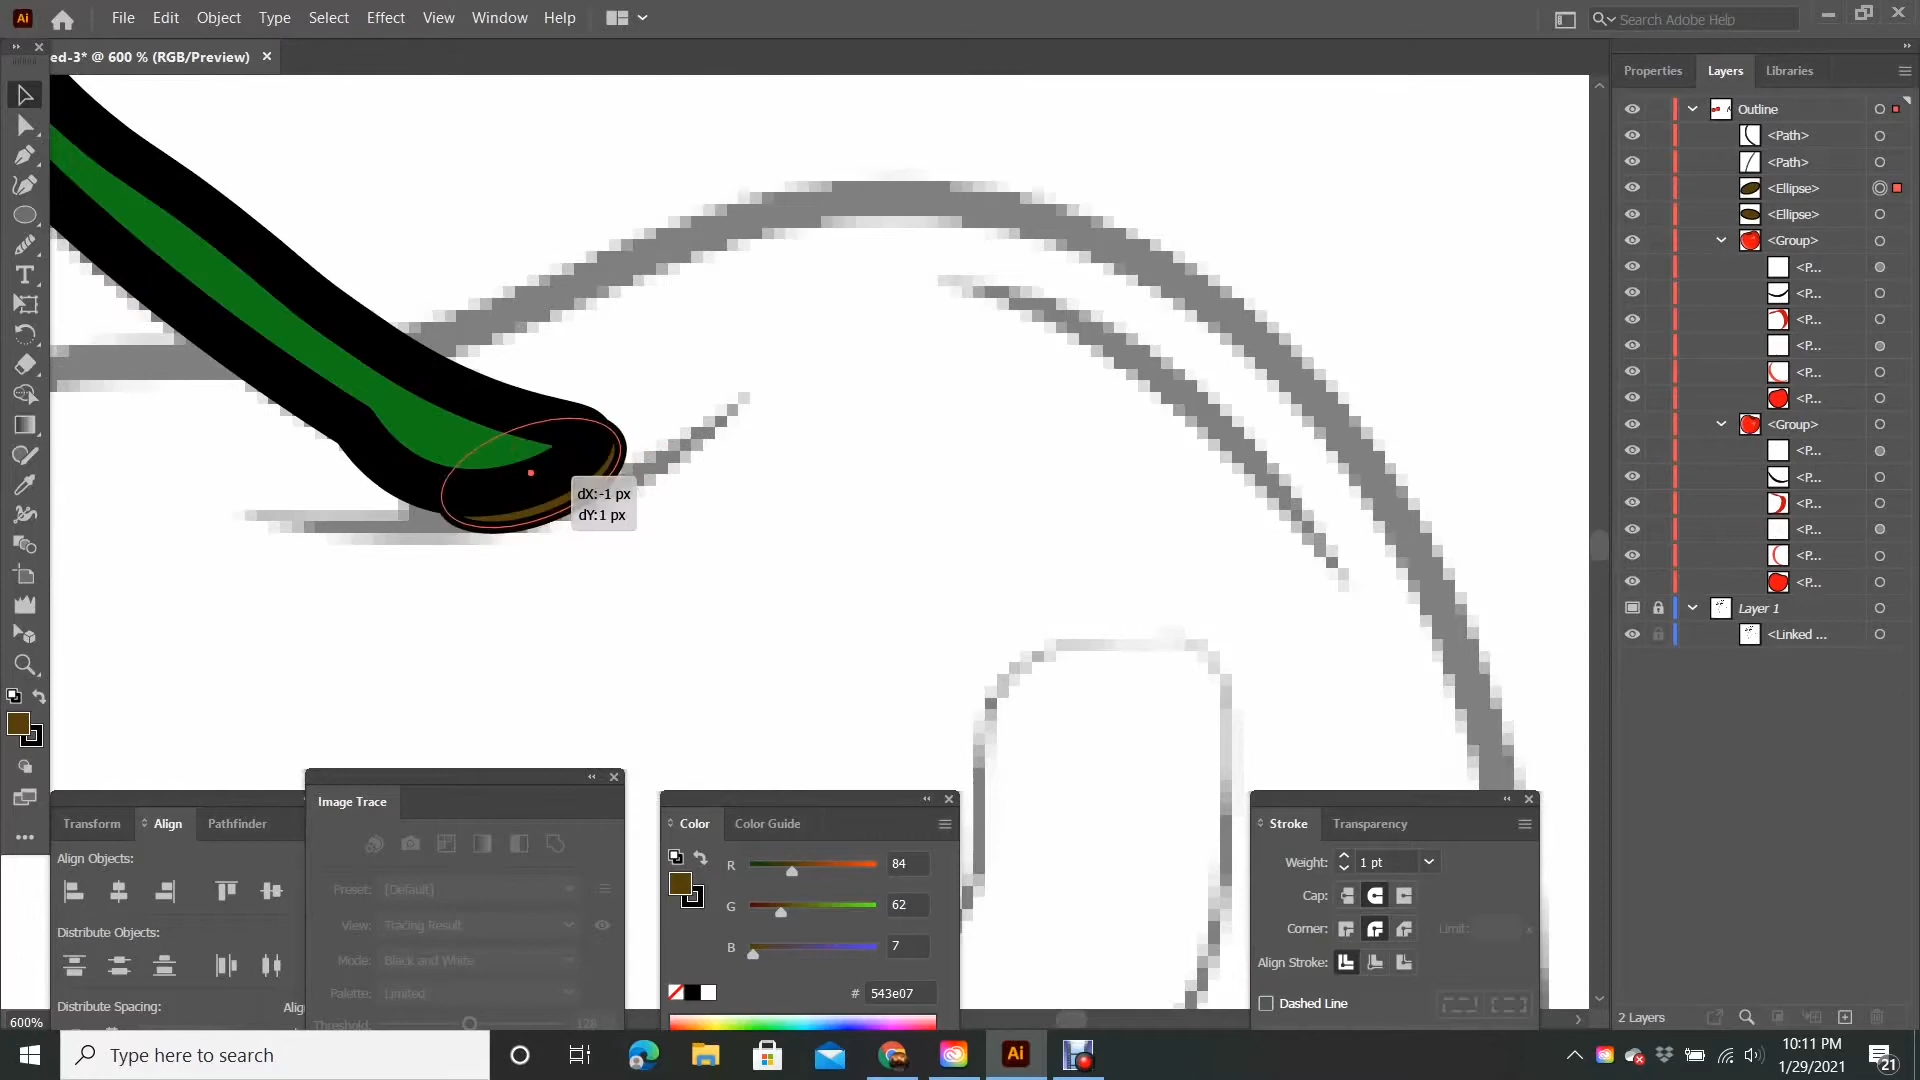 Ai File Edit Object Type Select Effect View Window Help Search Adobe Help
ed-3* @ 600 % (RGB/Preview)
Properties Layers Libraries
Outline
<Path>
<Path>
<Ellipse>
<Ellipse>
<Group>
<P...
<P...
<P...
<P...
<P...
<P...
<Group>
<P...
<P...
<P...
<P...
<P...
<P...
Layer 1
<Linked ...
dX:-1 px
dY:1 px
Transform Align Pathfinder
Align Objects:
Distribute Objects:
Distribute Spacing: Alig
Image Trace
Preset: [Default]
View: Tracing Result
Mode: Black and White
Palette: Limited
Threshold: 128
Color Color Guide
R 84
G 62
B 7
# 543e07
Stroke Transparency
Weight: 1 pt
Cap:
Corner: Limit: x
Align Stroke:
Dashed Line
600%
2 Layers
Type here to search
Ai
10:11 PM
1/29/2021
21